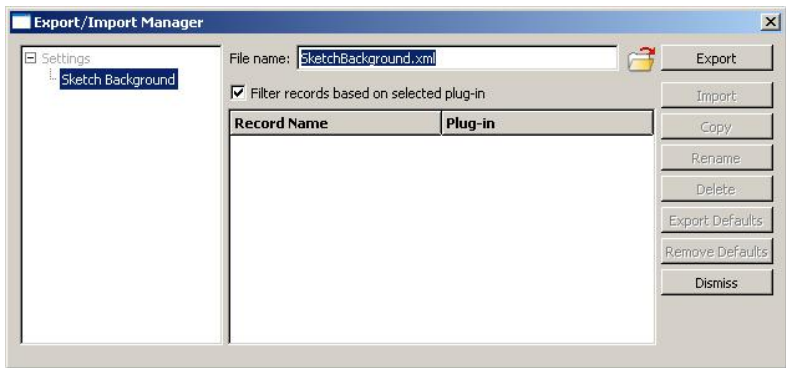 Export/Import Manager
Settings
Sketch Background
File name: SketchBackground.xml
Filter records based on selected plug-in
Record Name Plug-in
Export
Import
Copy
Rename
Delete
Export Defaults
Remove Defaults
Dismiss